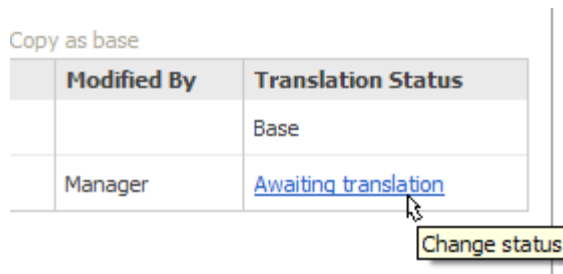 Copy as base
Modified By Translation Status
Base
Manager Awaiting translation
Change status